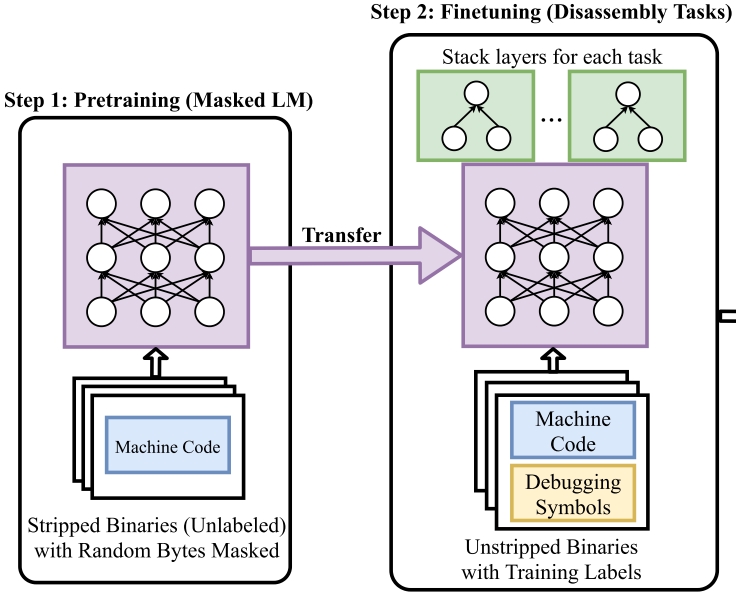 Step 1: Pretraining (Masked LM)
Machine Code
Stripped Binaries (Unlabeled)
with Random Bytes Masked
Transfer
Step 2: Finetuning (Disassembly Tasks)
Stack layers for each task
...
Machine
Code
Debugging
Symbols
Unstripped Binaries
with Training Labels